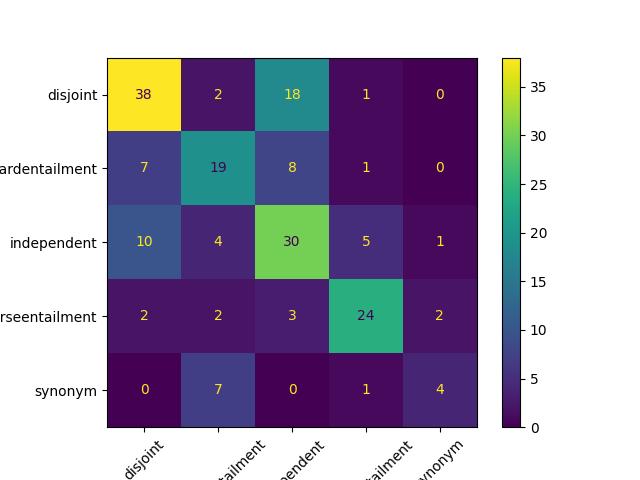 disjoint 38 2 18 1 0
ardentailment 7 19 8 1 0
independent 10 4 30 5 1
rseentailment 2 2 3 24 2
synonym 0 7 0 1 4
disjoint tailment pendent tailment ynonym
35
30
25
20
15
10
5
0